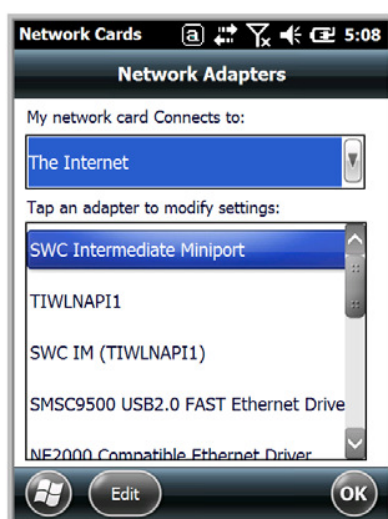 Network Cards a 5:08
Network Adapters
My network card Connects to:
The Internet
Tap an adapter to modify settings:
SWC Intermediate Miniport
TIWLNAPI1
SWC IM (TIWLNAPI1)
SMSC9500 USB2.0 FAST Ethernet Drive
NE2000 Compatible Ethernet Driver
Edit
OK